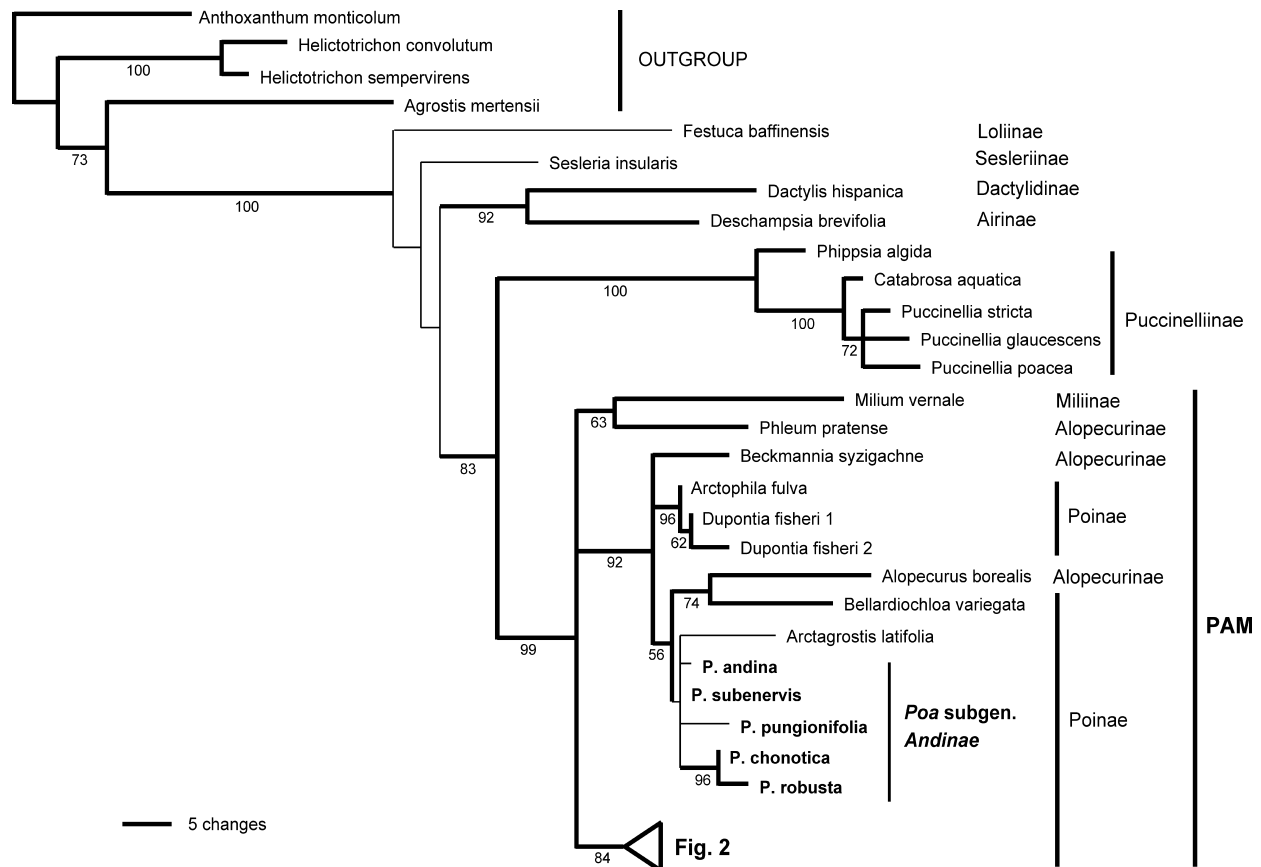 Anthoxanthum monticolum
Helictotrichon convolutum
100
Helictotrichon sempervirens
OUTGROUP
Agrostis mertensii
73
Festuca baffinensis Loliinae
Sesleria insularis Sesleriinae
100
Dactylis hispanica Dactylidinae
92
Deschampsia brevifolia Airinae
Phippsia algida
100
Catabrosa aquatica
Puccinellia stricta
100
Puccinelliinae
Puccinellia glaucescens
72
Puccinellia poacea
Milium vernale Miliinae
63
Phleum pratense Alopecurinae
Beckmannia syzigachne Alopecurinae
83
Arctophila fulva
96
Dupontia fisheri 1
Poinae
62
Dupontia fisheri 2
92
Alopecurus borealis Alopecurinae
74
Bellardiochloa variegata
PAM
Arctagrostis latifolia
99
56
P. andina
P. subenervis
Poa subgen.
Andinae
Poinae
P. pungionifolia
P. chonotica
96
P. robusta
5 changes
84
Fig. 2